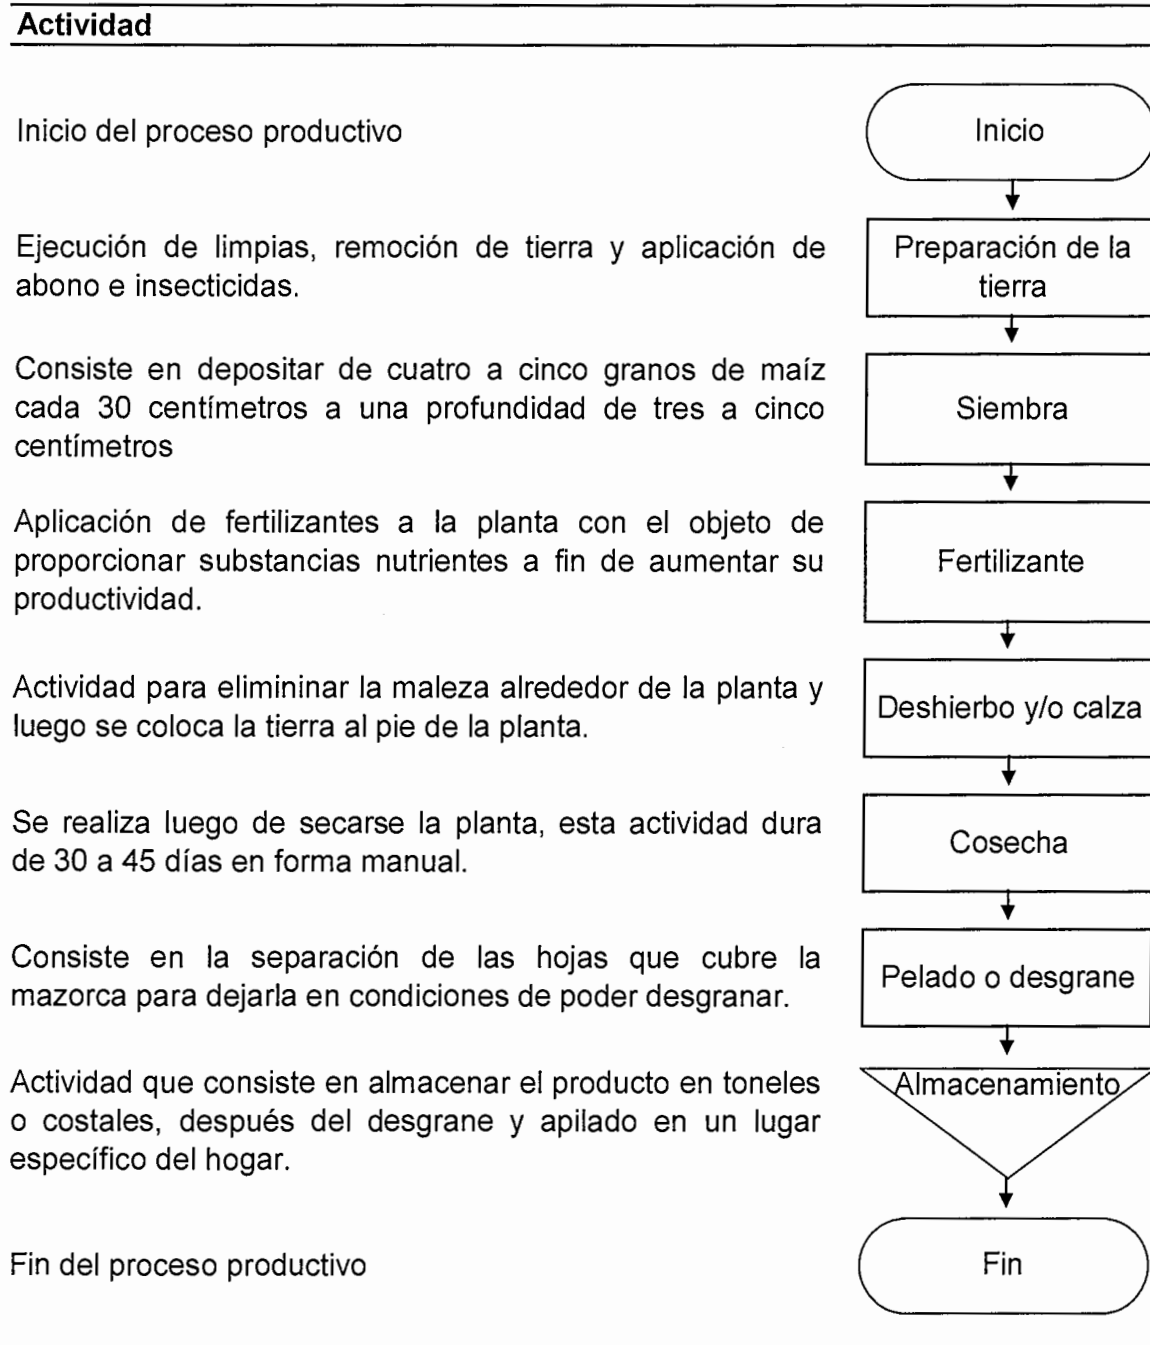 Actividad
Inicio del proceso productivo
Inicio
Ejecución de limpias, remoción de tierra y aplicación de
abono e insecticidas.
Preparación de la
tierra
Consiste en depositar de cuatro a cinco granos de maíz
cada 30 centímetros a una profundidad de tres a cinco
centímetros
Siembra
Aplicación de fertilizantes a la planta con el objeto de
proporcionar substancias nutrientes a fin de aumentar su
productividad.
Fertilizante
Actividad para elimininar la maleza alrededor de la planta y
luego se coloca la tierra al pie de la planta.
Deshierbo y/o calza
Se realiza luego de secarse la planta, esta actividad dura
de 30 a 45 días en forma manual.
Cosecha
Consiste en la separación de las hojas que cubre la
mazorca para dejarla en condiciones de poder desgranar.
Pelado o desgrane
Actividad que consiste en almacenar el producto en toneles
o costales, después del desgrane y apilado en un lugar
específico del hogar.
Almacenamiento
Fin del proceso productivo
Fin